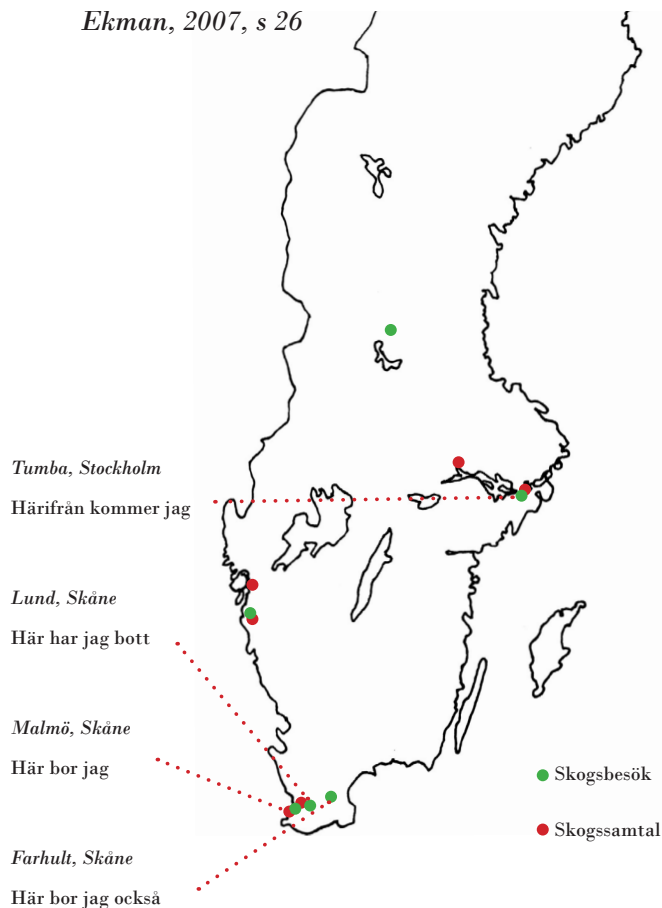 Ekman, 2007, s 26
Tumba, Stockholm
Härifrån kommer jag
Lund, Skåne
Här har jag bott
Malmö, Skåne
Här bor jag
Farhult, Skåne
Här bor jag också
Skogsbesök
Skogssamtal